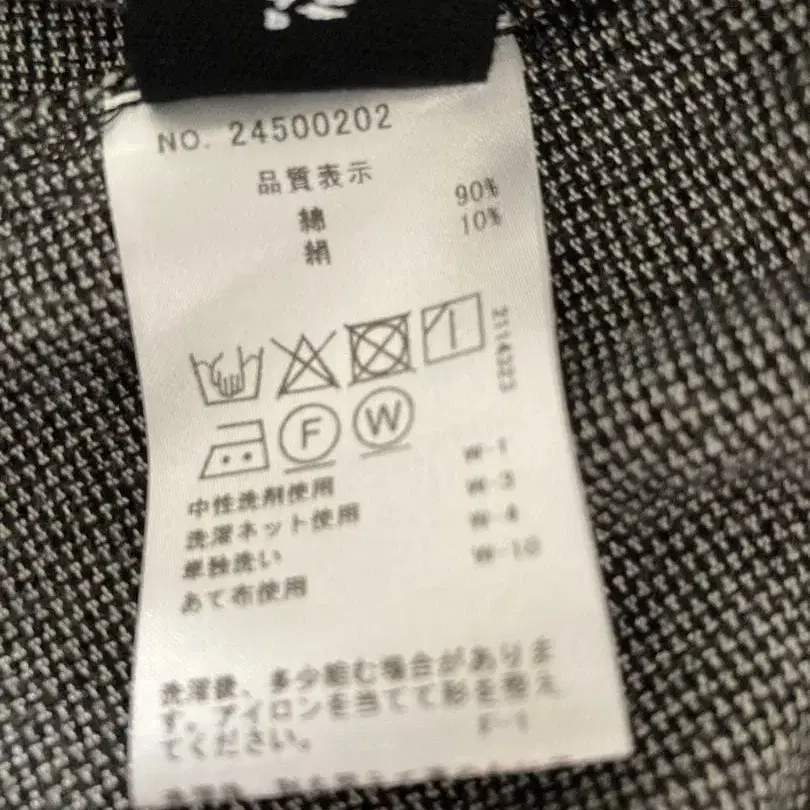 NO. 24500202
品質表示
綿 90%
絹 10%
2114323
F W
中性洗剤使用 W-1
洗濯ネット使用 W-3
単独洗い W-4
あて布使用 W-10
洗濯後、多少縮む場合がありま
す。アイロンを当てて形を整え
てください。 F-1